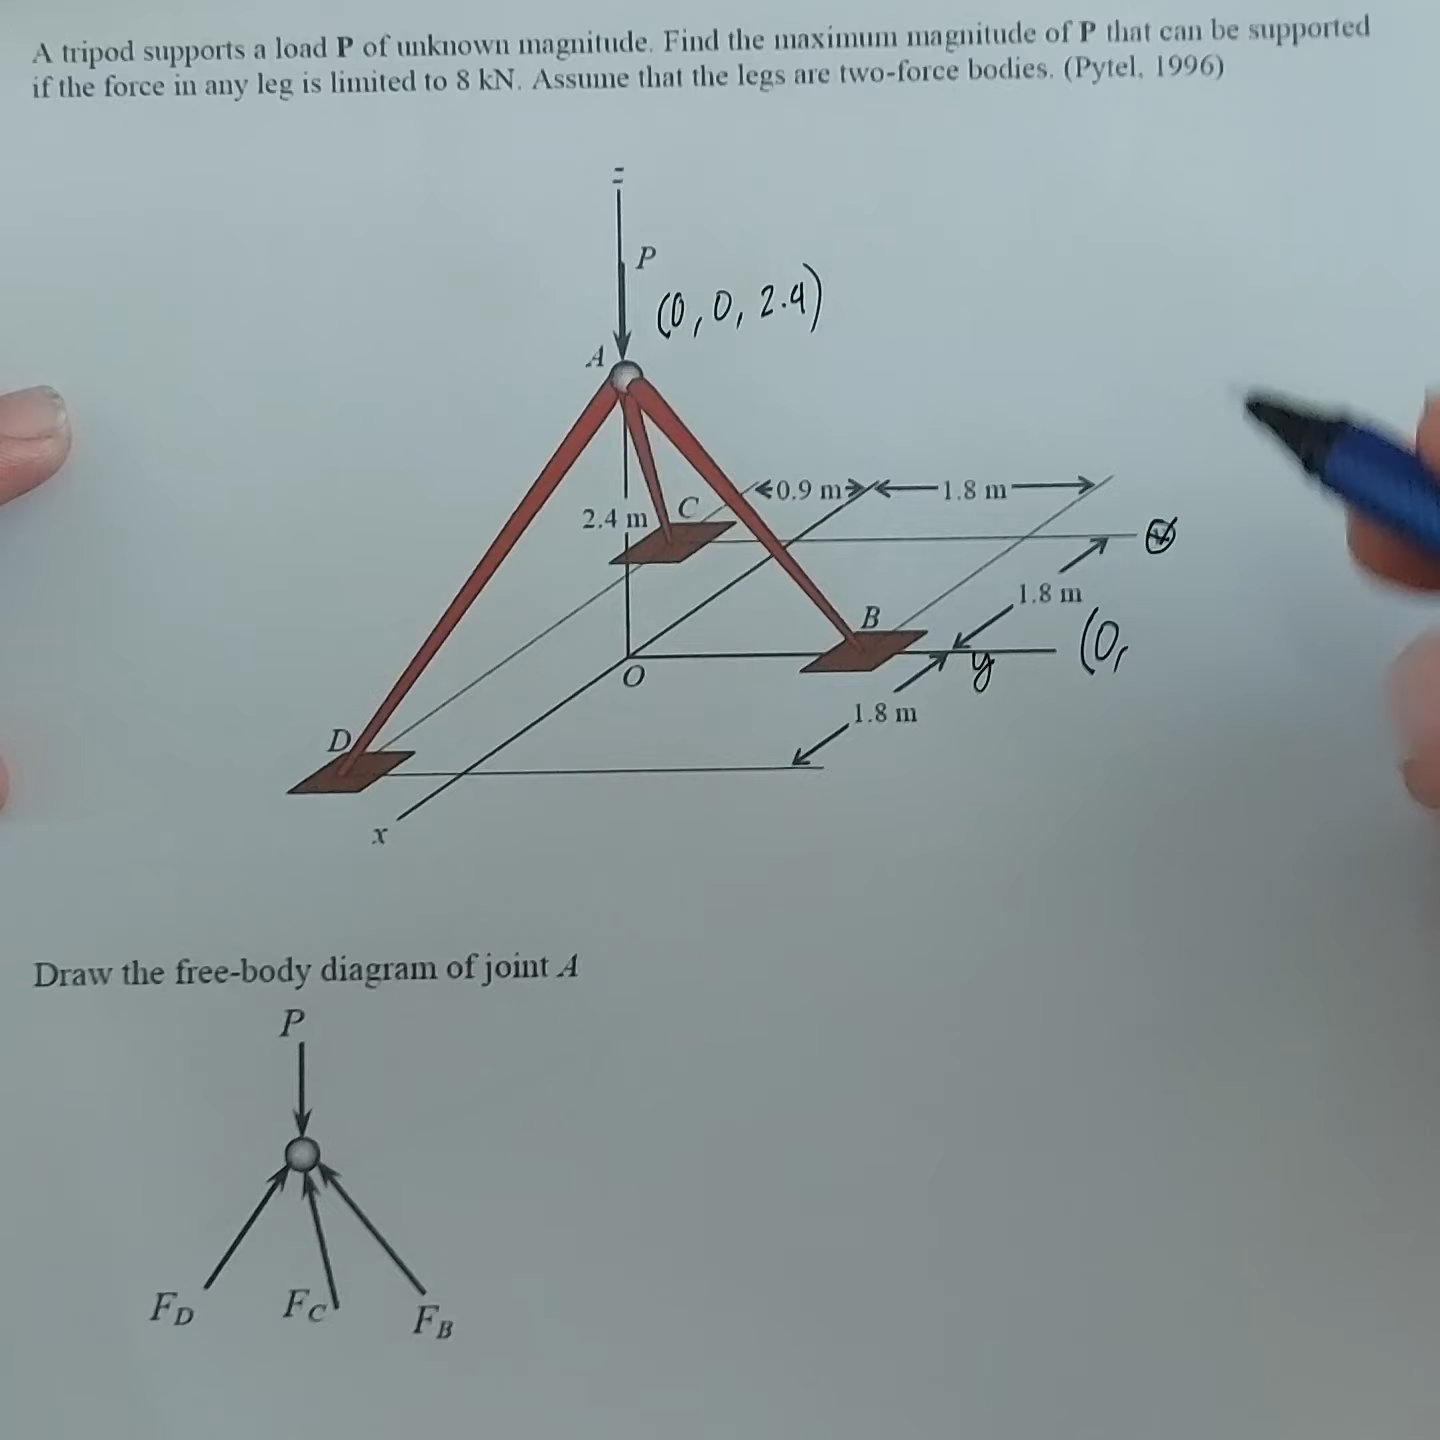 A tripod supports a load P of unknown magnitude. Find the maximum magnitude of P that can be supported
if the force in any leg is limited to 8 kN. Assume that the legs are two-force bodies. (Pytel, 1996)
z
P
(0, 0, 2.4)
A
0.9 m
1.8 m
C
2.4 m
1.8 m
B
(0,
y
O
1.8 m
D
x
Draw the free-body diagram of joint A
P
FD
FC
FB